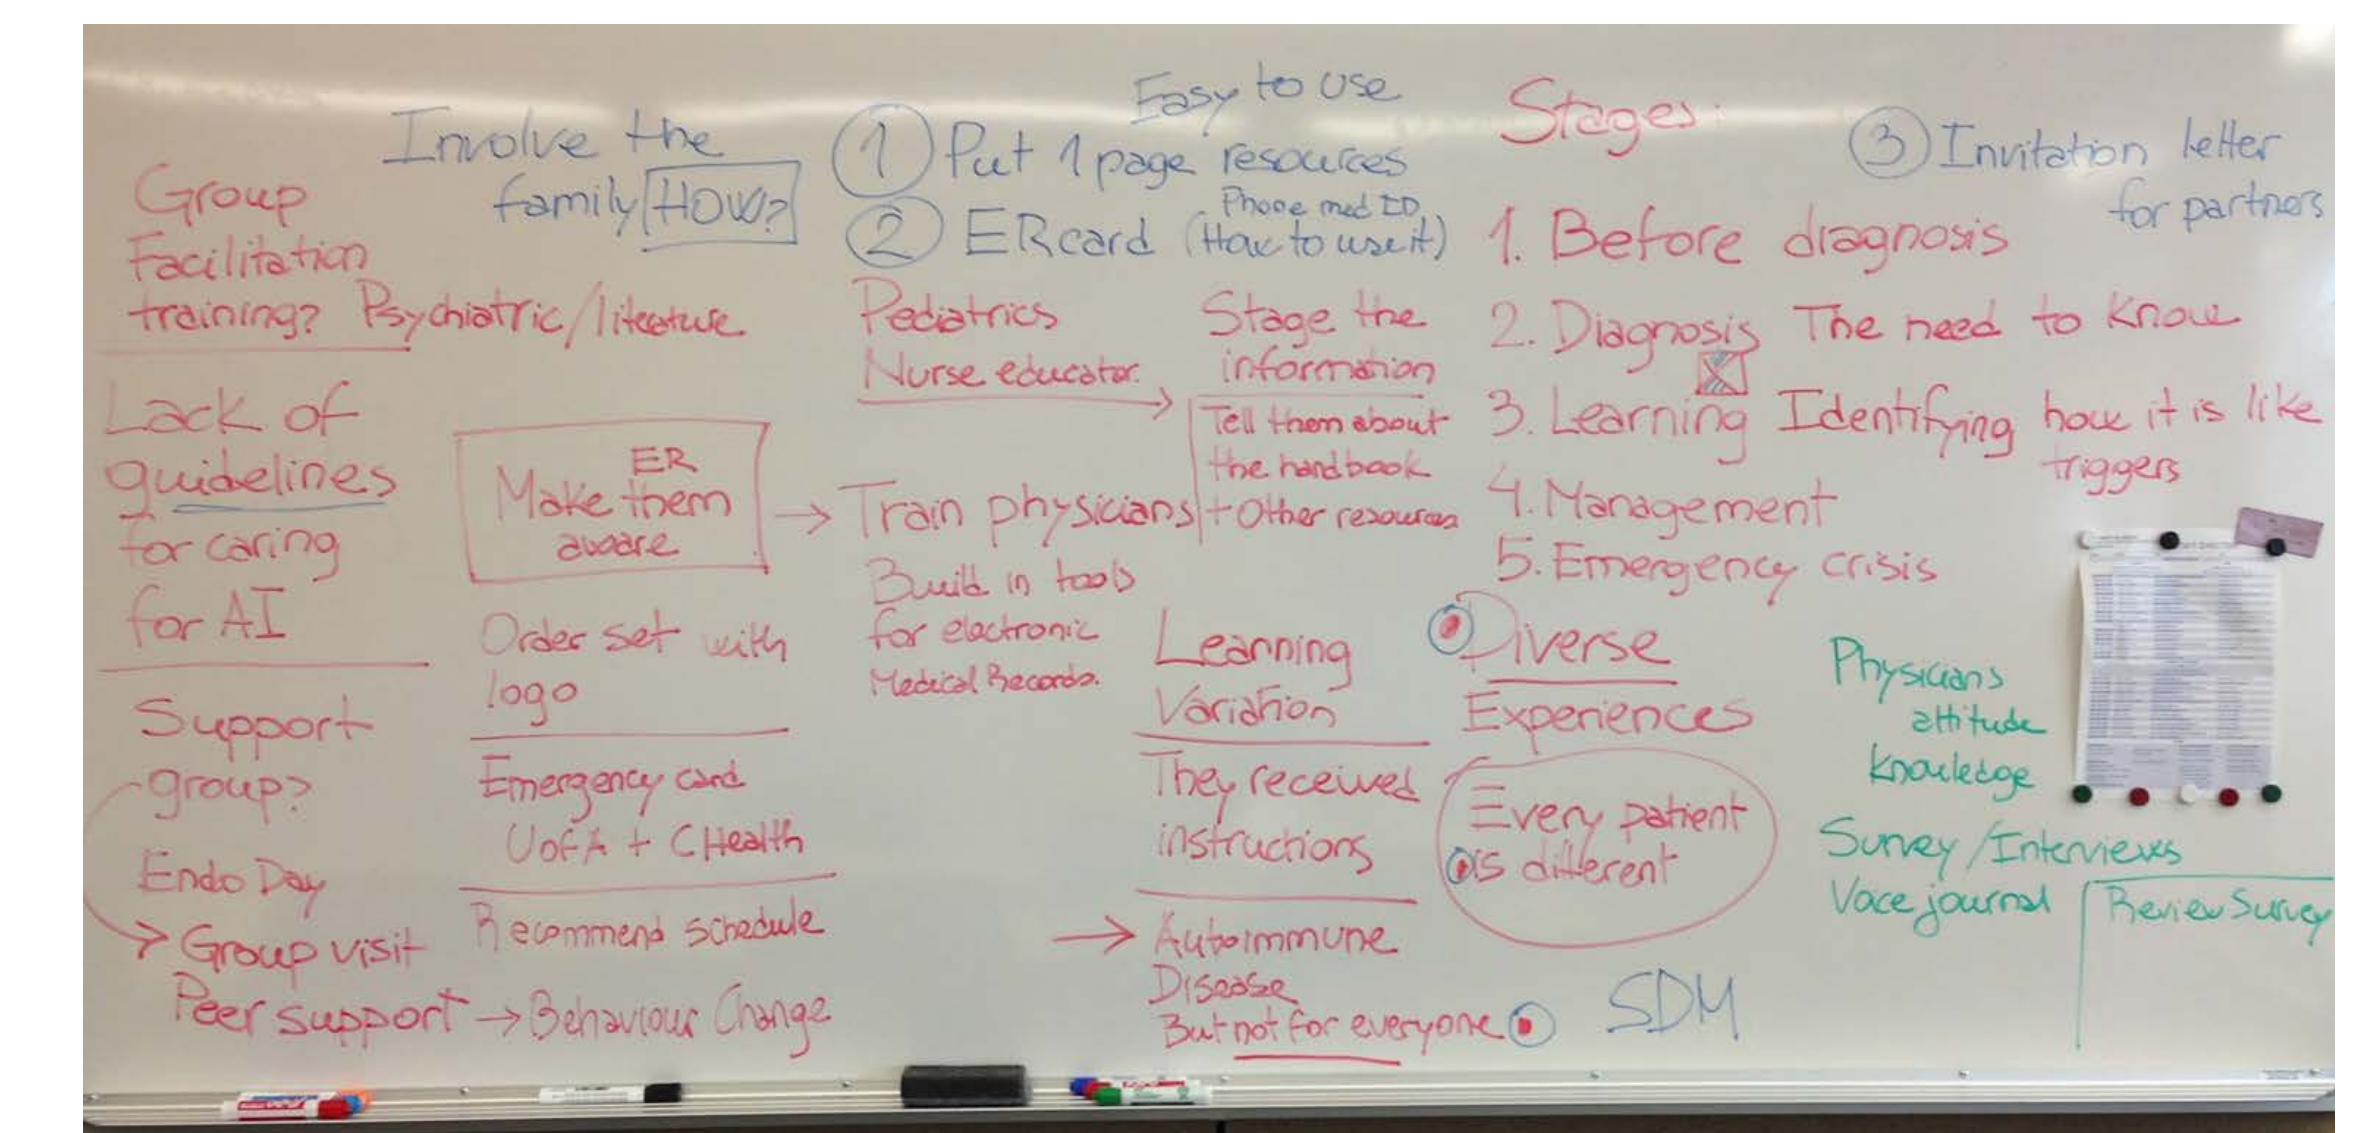 Involve the
family HOW?
Group
Facilitation
training? Psychiatric/literature
Lack of
guidelines
for caring
for AI
Support
group?
Endo Day
→ Group visit
Peer support → Behaviour Change
ER
Make them
aware
Order set with
logo
Emergency card
UofA + CHealth
Recommend schedule
Easy to use
1 Put 1 page resources
2 ER card (How to use it)
Phone med ID
Pediatrics
Nurse educator.
→ Train physicians
Build in tools
for electronic
Medical Records.
Stage the
information
Tell them about
the handbook
+ Other resources
Learning
Variation
They received
instructions
→ Autoimmune
Disease
But not for everyone
Stages:
1. Before diagnosis
2. Diagnosis The need to know
3. Learning Identifying how it is like
triggers
4. Management
5. Emergency crisis
Diverse
Experiences
Every patient
is different
SDM
3 Invitation letter
for partners
Physicians
attitude
knowledge
Survey/Interviews
Voce journal
Review Survey